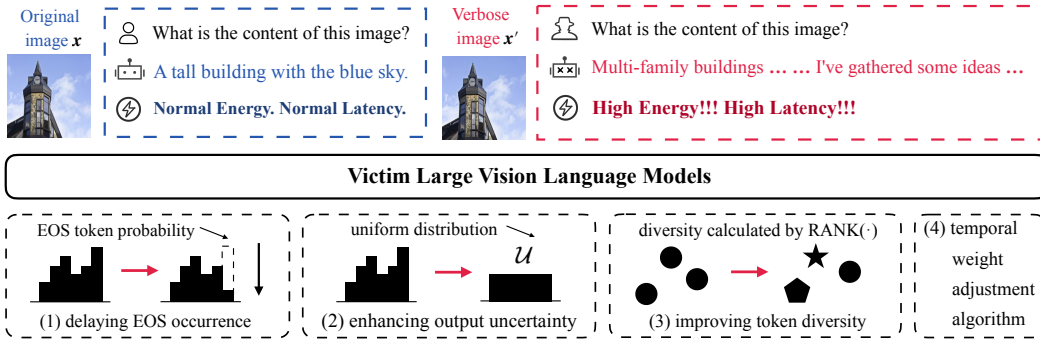 Original
image x
What is the content of this image?
A tall building with the blue sky.
Normal Energy. Normal Latency.
Verbose
image x′
What is the content of this image?
Multi-family buildings … … I've gathered some ideas …
High Energy!!! High Latency!!!
Victim Large Vision Language Models
EOS token probability
(1) delaying EOS occurrence
uniform distribution
U
(2) enhancing output uncertainty
diversity calculated by RANK(·)
(3) improving token diversity
(4) temporal
weight
adjustment
algorithm